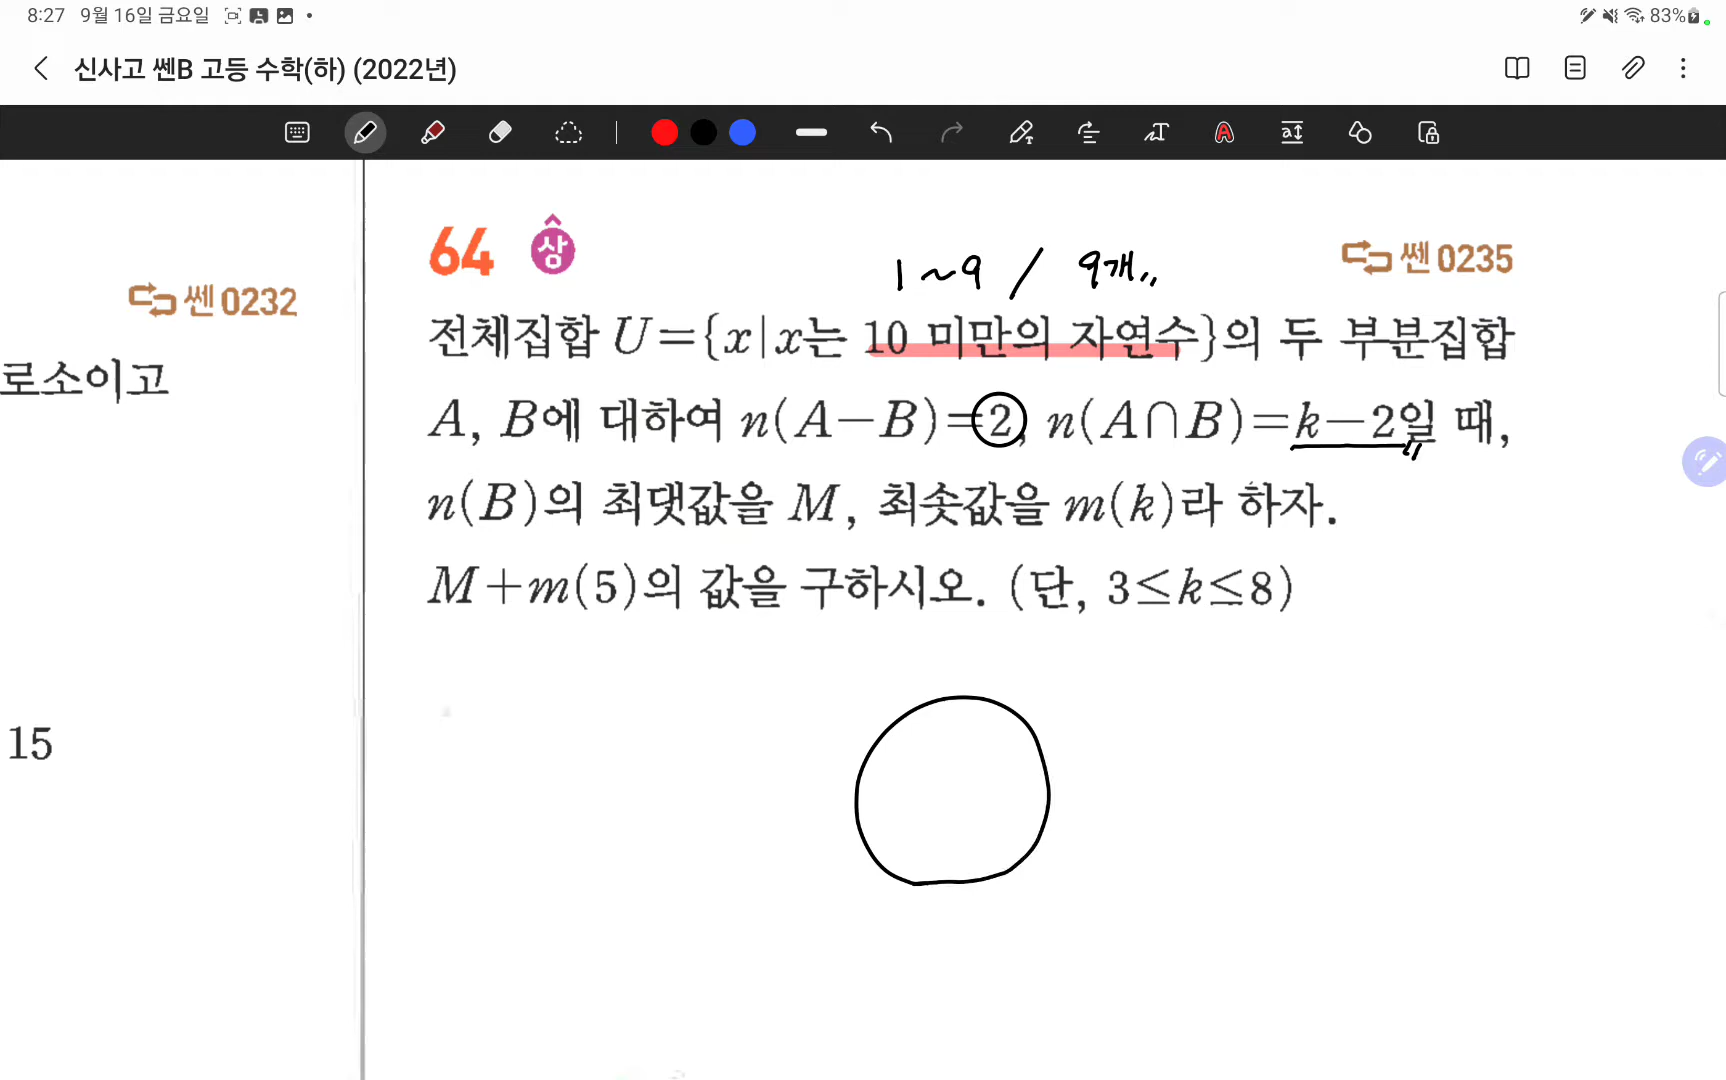 8:27 9월 16일 금요일 83%
신사고 쎈B 고등 수학(하) (2022년)
쎈 0232
로소이고
15
64 상 쎈 0235
1~9 / 9개
전체집합 U={x|x는 10 미만의 자연수}의 두 부분집합
A, B에 대하여 n(A-B)=2, n(A∩B)=k-2일 때,
n(B)의 최댓값을 M, 최솟값을 m(k)라 하자.
M+m(5)의 값을 구하시오. (단, 3≤k≤8)